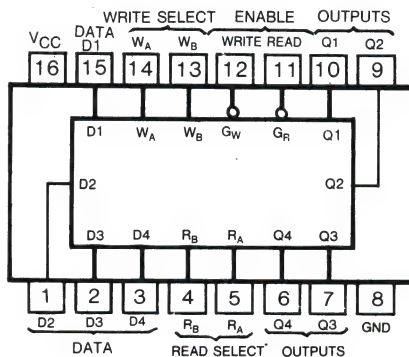 WRITE SELECT ENABLE OUTPUTS
DATA
VCC D1 WA WB WRITE READ Q1 Q2
16 15 14 13 12 11 10 9
D1 WA WB GW GR Q1
D2 Q2
D3 D4 RB RA Q4 Q3
1 2 3 4 5 6 7 8
D2 D3 D4 RB RA Q4 Q3 GND
DATA READ SELECT OUTPUTS